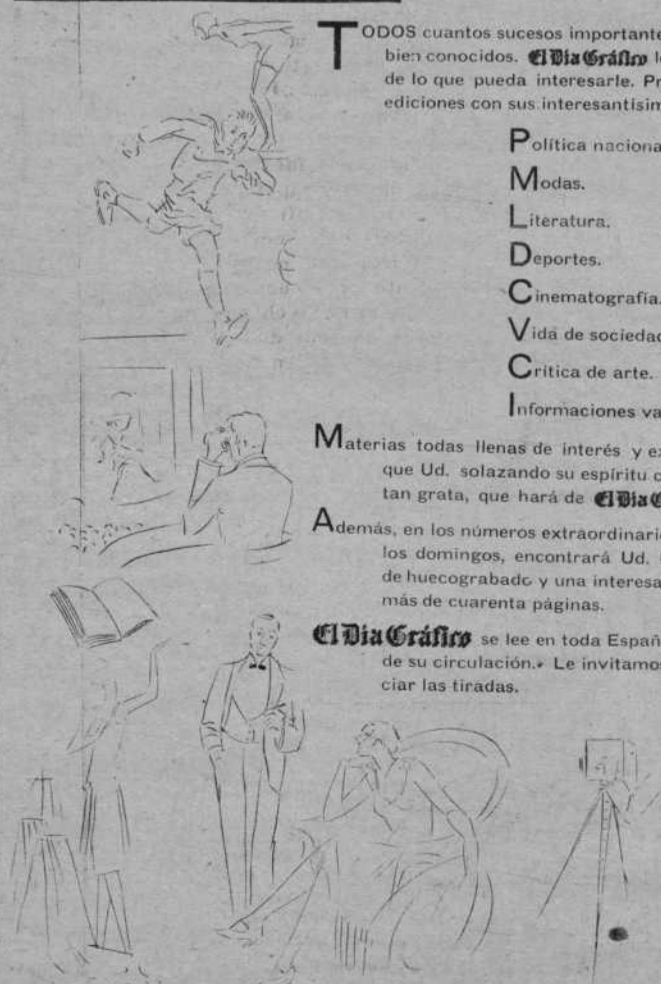 TODOS cuantos sucesos importante
bien conocidos. El Dia Gráfico l
de lo que pueda interesarle. Pr
ediciones con sus interesantísim
Política naciona
Modas.
Literatura.
Deportes.
Cinematografía.
Vida de sociedad
Crítica de arte.
Informaciones va
Materias todas llenas de interés y ex
que Ud. solazando su espíritu c
tan grata, que hará de El Dia G
Además, en los números extraordinario
los domingos, encontrará Ud.
de huecograbado y una interesa
más de cuarenta páginas.
El Dia Gráfico se lee en toda Españ
de su circulación. Le invitamos
ciar las tiradas.